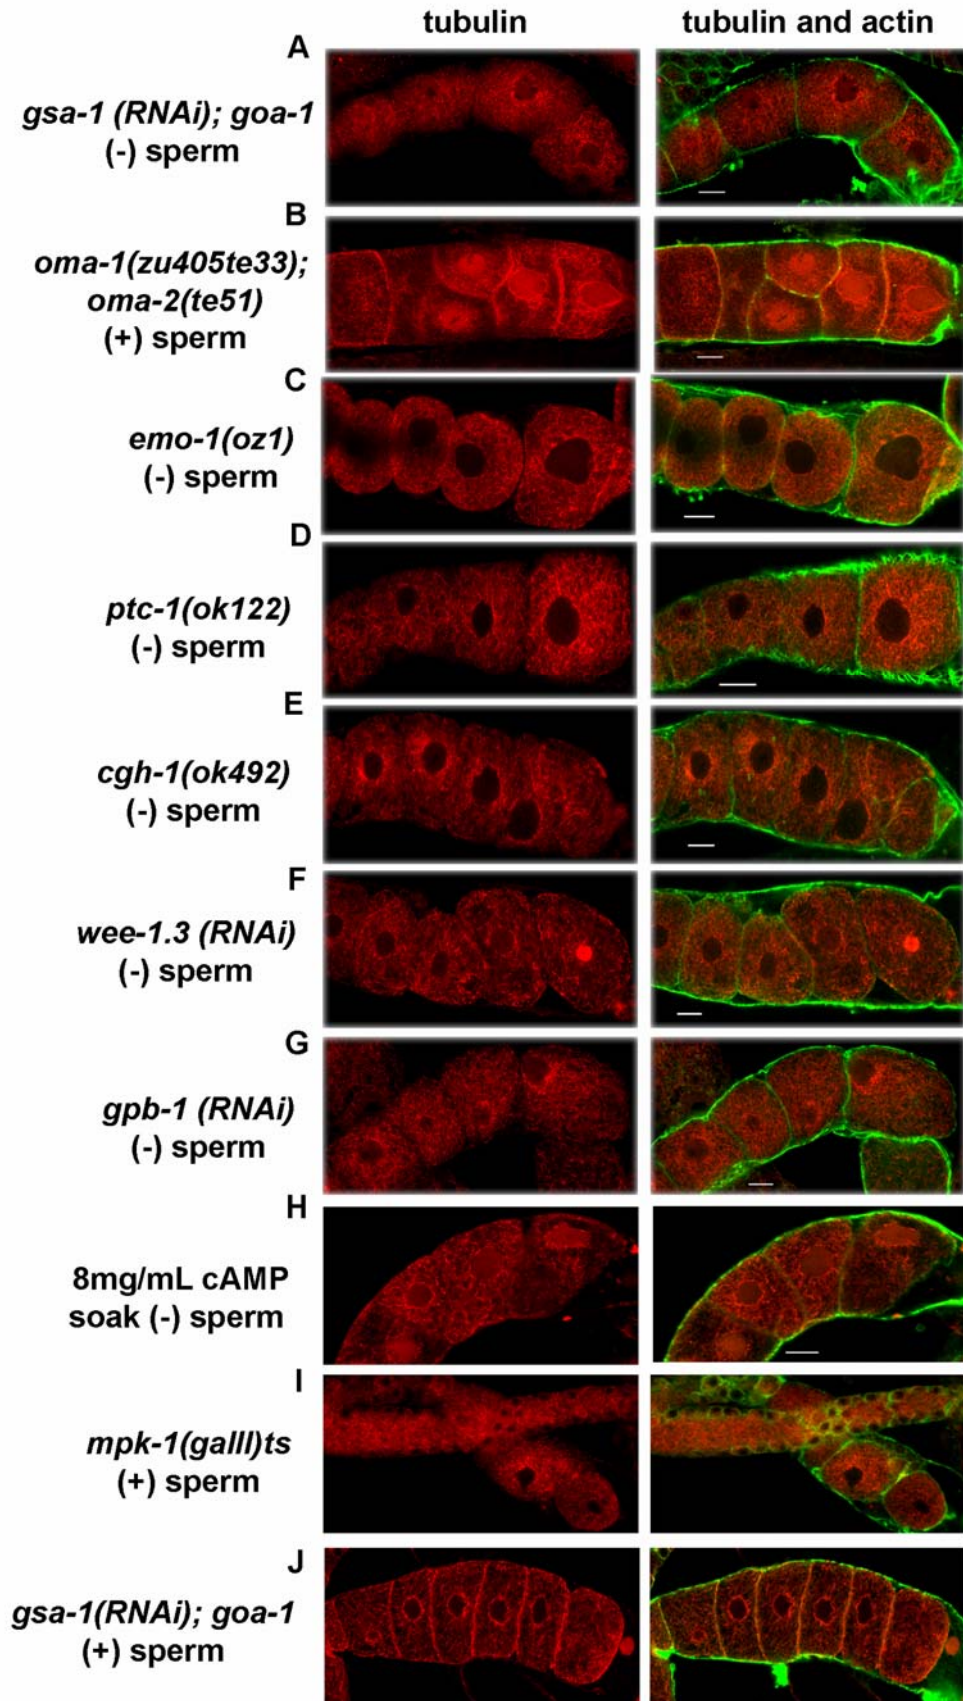 tubulin
tubulin and actin
A
gsa-1 (RNAi); goa-1
(-) sperm
B
oma-1(zu405te33);
oma-2(te51)
(+) sperm
C
emo-1(oz1)
(-) sperm
D
ptc-1(ok122)
(-) sperm
E
cgh-1(ok492)
(-) sperm
F
wee-1.3 (RNAi)
(-) sperm
G
gpb-1 (RNAi)
(-) sperm
H
8mg/mL cAMP
soak (-) sperm
I
mpk-1(gaIII)ts
(+) sperm
J
gsa-1(RNAi); goa-1
(+) sperm